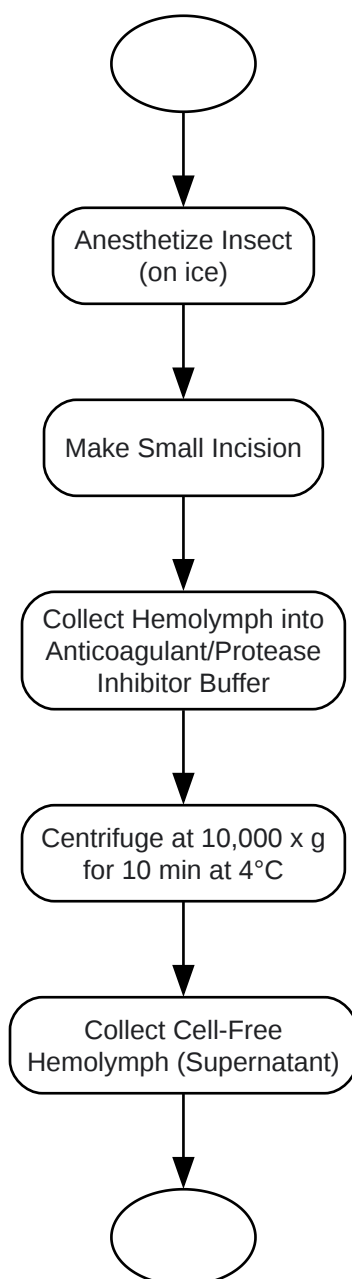 Anesthetize Insect
(on ice)
Make Small Incision
Collect Hemolymph into
Anticoagulant/Protease
Inhibitor Buffer
Centrifuge at 10,000 x g
for 10 min at 4°C
Collect Cell-Free
Hemolymph (Supernatant)